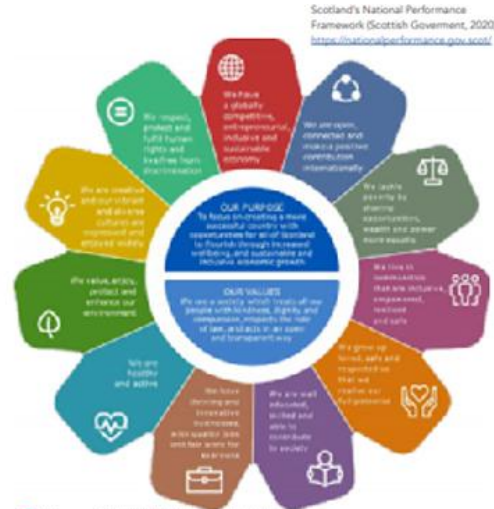 Scotland's National Performance
Framework (Scottish Goverment, 2020)
https://nationalperformance.gov.scot/
We have
a globally
competitive,
entrepreneurial,
inclusive and
sustainable
economy
We are open,
connected and
make a positive
contribution
internationally
We tackle
poverty by
sharing
opportunities,
wealth and power
more equally
We live in
communities
that are inclusive,
empowered,
resilient
and safe
We grow up
loved, safe and
respected so
that we
realise our
full potential
We are well
educated,
skilled and
able to
contribute
to society
We have
thriving and
innovative
businesses,
with quality jobs
and fair work for
everyone
We are
healthy
and active
We value, enjoy,
protect and
enhance our
environment
We are creative
and our vibrant
and diverse
cultures are
expressed and
enjoyed widely
We respect,
protect and
fulfil human
rights and
live free from
discrimination
OUR PURPOSE
To focus on creating a more
successful country with
opportunities for all of Scotland
to flourish through increased
wellbeing, and sustainable and
inclusive economic growth
OUR VALUES
We are a society which treats all our
people with kindness, dignity and
compassion, respects the rule
of law, and acts in an open
and transparent way